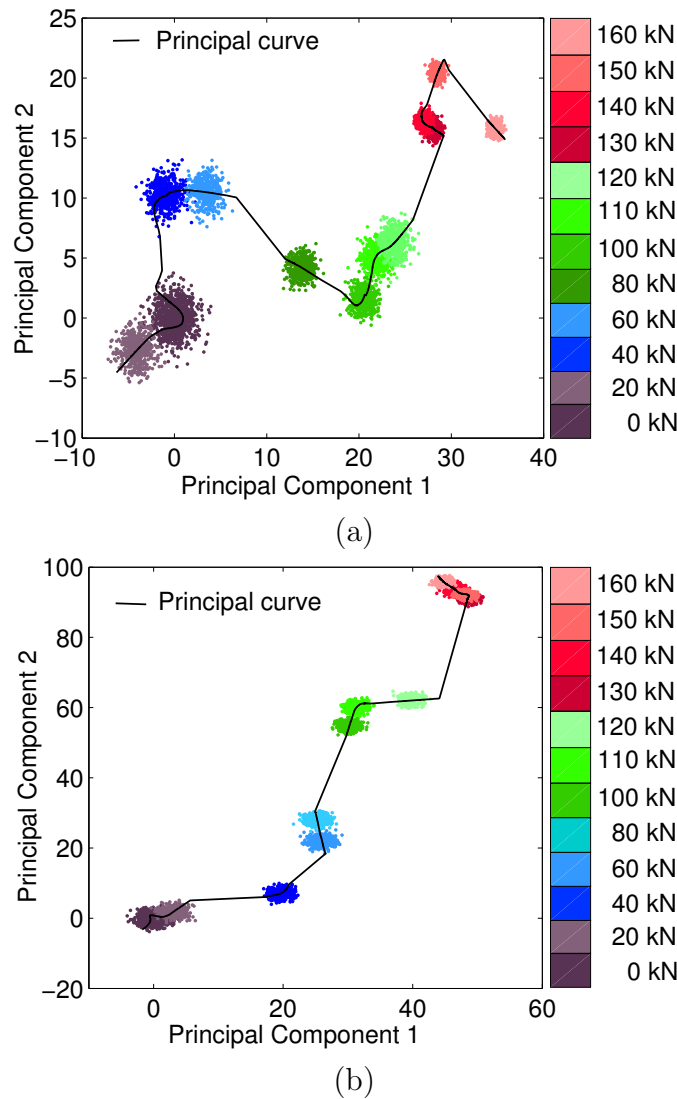 25
20
15
10
5
0
−5
−10
Principal Component 2
Principal curve
−10
0
10
20
30
40
Principal Component 1
160 kN
150 kN
140 kN
130 kN
120 kN
110 kN
100 kN
80 kN
60 kN
40 kN
20 kN
0 kN
(a)
100
80
60
40
20
0
−20
Principal Component 2
Principal curve
0
20
40
60
Principal Component 1
160 kN
150 kN
140 kN
130 kN
120 kN
110 kN
100 kN
80 kN
60 kN
40 kN
20 kN
0 kN
(b)